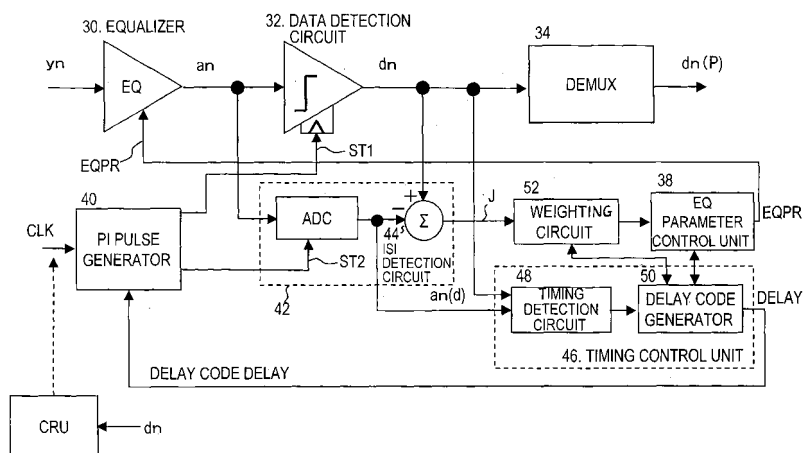 30. EQUALIZER
32. DATA DETECTION
CIRCUIT
34
yn
EQ
an
dn
DEMUX
dn(P)
EQPR
ST1
40
CLK
PI PULSE
GENERATOR
ADC
+
−
Σ
44
ISI
DETECTION
CIRCUIT
ST2
42
J
52
WEIGHTING
CIRCUIT
38
EQ
PARAMETER
CONTROL UNIT
EQPR
an(d)
48
TIMING
DETECTION
CIRCUIT
50
DELAY CODE
GENERATOR
DELAY
46. TIMING CONTROL UNIT
DELAY CODE DELAY
CRU
dn